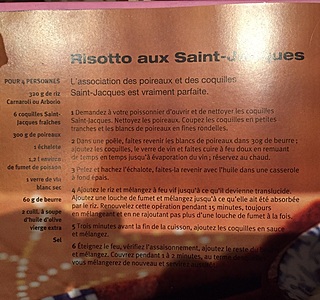 Risotto aux Saint-Jacques
POUR 4 PERSONNES
320 g de riz
Carnaroli ou Arborio
6 coquilles Saint-
Jacques fraîches
300 g de poireaux
1 échalote
1,2 l environ
de fumet de poisson
1 verre de vin
blanc sec
60 g de beurre
2 cuil. à soupe
d'huile d'olive
vierge extra
Sel
L'association des poireaux et des coquilles
Saint-Jacques est vraiment parfaite.
1 Demandez à votre poissonnier d'ouvrir et de nettoyer les coquilles
Saint-Jacques. Nettoyez les poireaux. Coupez les coquilles en petites
tranches et les blancs de poireaux en fines rondelles.
2 Dans une poêle, faites revenir les blancs de poireaux dans 30g de beurre ;
ajoutez les coquilles, le verre de vin et faites cuire à feu doux en remuant
de temps en temps jusqu'à évaporation du vin ; réservez au chaud.
3 Pelez et hachez l'échalote, faites-la revenir avec l'huile dans une casserole
à fond épais.
4 Ajoutez le riz et mélangez à feu vif jusqu'à ce qu'il devienne translucide.
Ajoutez une louche de fumet et mélangez jusqu'à ce qu'elle ait été absorbée
par le riz. Renouvelez cette opération pendant 15 minutes, toujours
en mélangeant et en ne rajoutant pas plus d'une louche de fumet à la fois.
5 Trois minutes avant la fin de la cuisson, ajoutez les coquilles en sauce
et mélangez.
6 Éteignez le feu, vérifiez l'assaisonnement, ajoutez le reste du
et mélangez. Couvrez pendant 1 à 2 minutes, au terme
vous mélangerez de nouveau et servirez